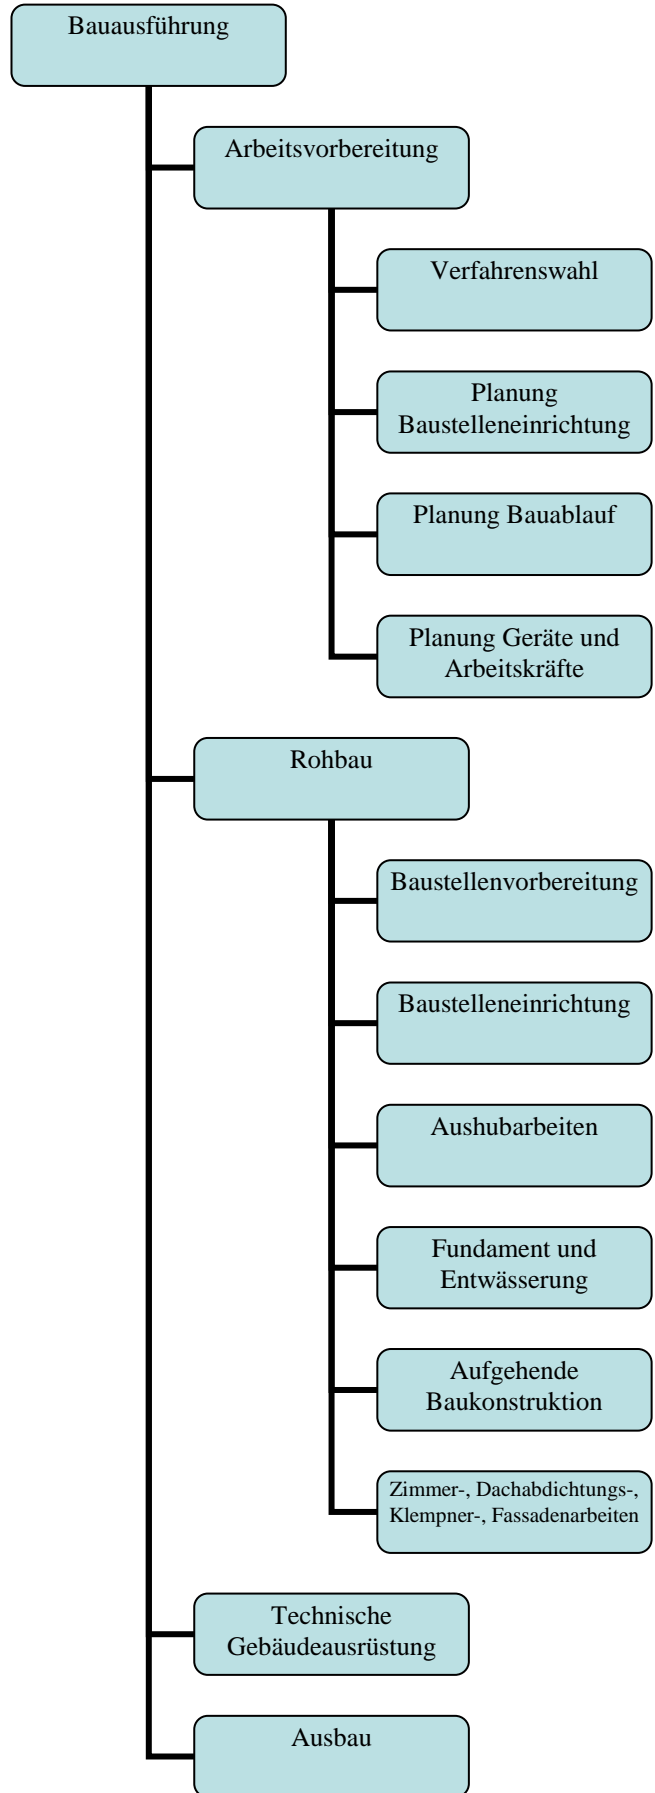 Bauausführung
Arbeitsvorbereitung
Verfahrenswahl
Planung
Baustelleneinrichtung
Planung Bauablauf
Planung Geräte und
Arbeitskräfte
Rohbau
Baustellenvorbereitung
Baustelleneinrichtung
Aushubarbeiten
Fundament und
Entwässerung
Aufgehende
Baukonstruktion
Zimmer-, Dachabdichtungs-,
Klempner-, Fassadenarbeiten
Technische
Gebäudeausrüstung
Ausbau